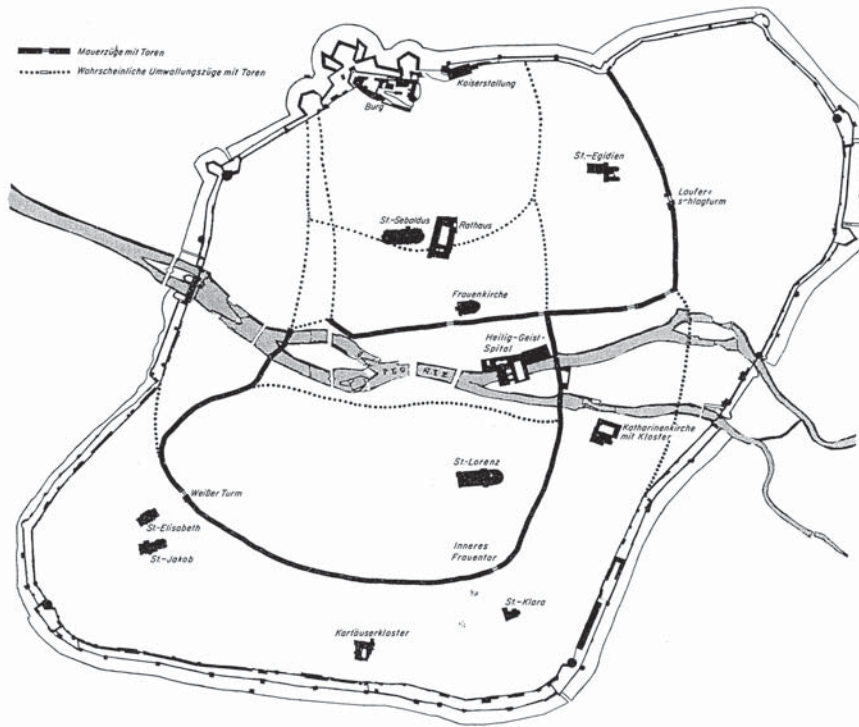 Mauerzüge mit Toren
Wahrscheinliche Umwallungszüge mit Toren
Kaiserstallung
Burg
St.-Egidien
Laufer=
schlagturm
St.-Sebaldus
Rathaus
Frauenkirche
Heilig-Geist-
Spital
PEG NITZ
Katharinenkirche
mit Kloster
St.-Lorenz
Weißer Turm
St.-Elisabeth
St.-Jakob
Inneres
Frauentor
St.-Klara
Kartäuserkloster